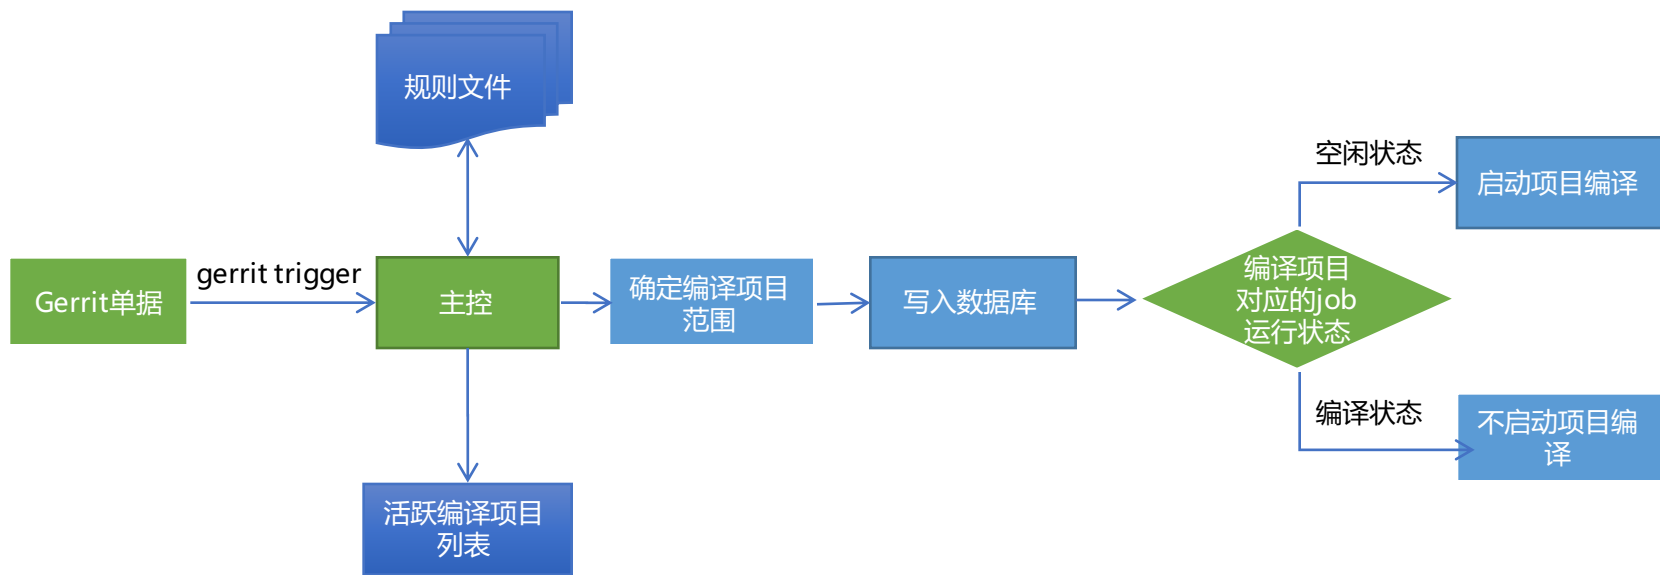 规则文件
空闲状态
启动项目编译
gerrit trigger
Gerrit单据
主控
确定编译项目
范围
写入数据库
编译项目
对应的job
运行状态
编译状态
不启动项目编
译
活跃编译项目
列表